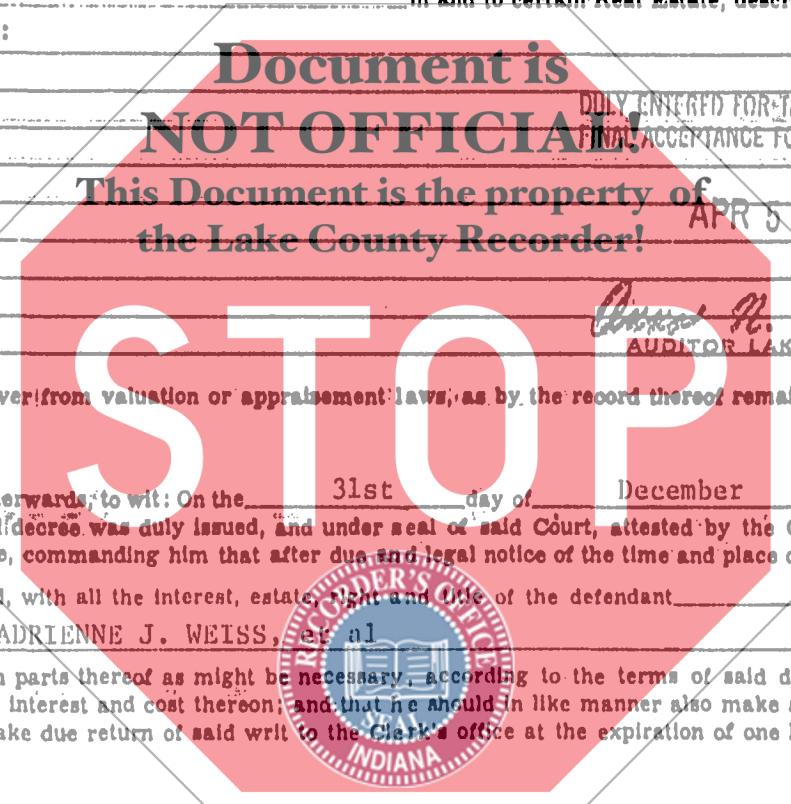 in and to certain Real Estate,
:
Document is
NOT OFFICIAL!
DULY ENTERED FOR
FINAL ACCEPTANCE FO
This Document is the property of
the Lake County Recorder!
APR 5
AUDITOR LAK
STOP
ver from valuation or appraisement laws, as by the record thereof remai
erwards, to wit: On the 31st day of December
decree was duly issued, and under seal of said Court, attested by the
e, commanding him that after due and legal notice of the time and place
d, with all the interest, estate, right and title of the defendant
ADRIENNE J. WEISS, et al
h parts thereof as might be necessary, according to the terms of said d
interest and cost thereon; and that he should in like manner also make
ake due return of said writ to the Clerk's office at the expiration of one
RECORDER'S OFFICE
SEAL
INDIANA